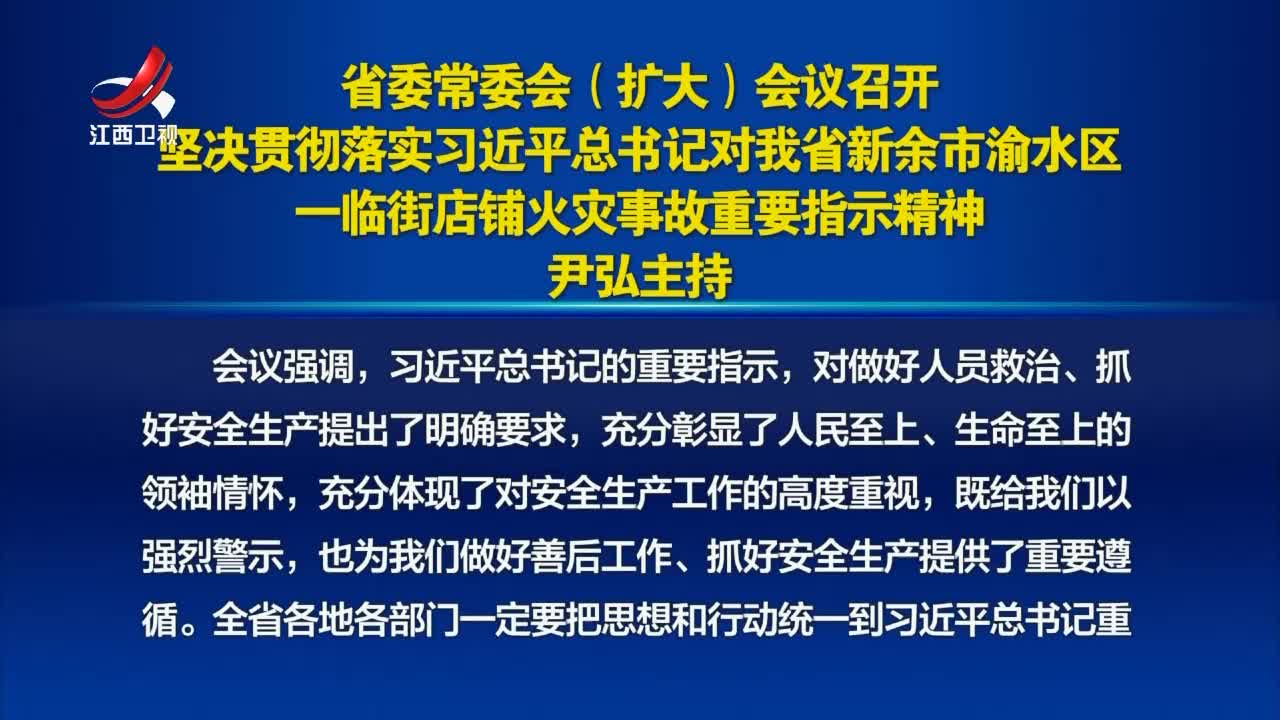 江西卫视
省委常委会（扩大）会议召开
坚决贯彻落实习近平总书记对我省新余市渝水区
一临街店铺火灾事故重要指示精神
尹弘主持
会议强调，习近平总书记的重要指示，对做好人员救治、抓
好安全生产提出了明确要求，充分彰显了人民至上、生命至上的
领袖情怀，充分体现了对安全生产工作的高度重视，既给我们以
强烈警示，也为我们做好善后工作、抓好安全生产提供了重要遵
循。全省各地各部门一定要把思想和行动统一到习近平总书记重